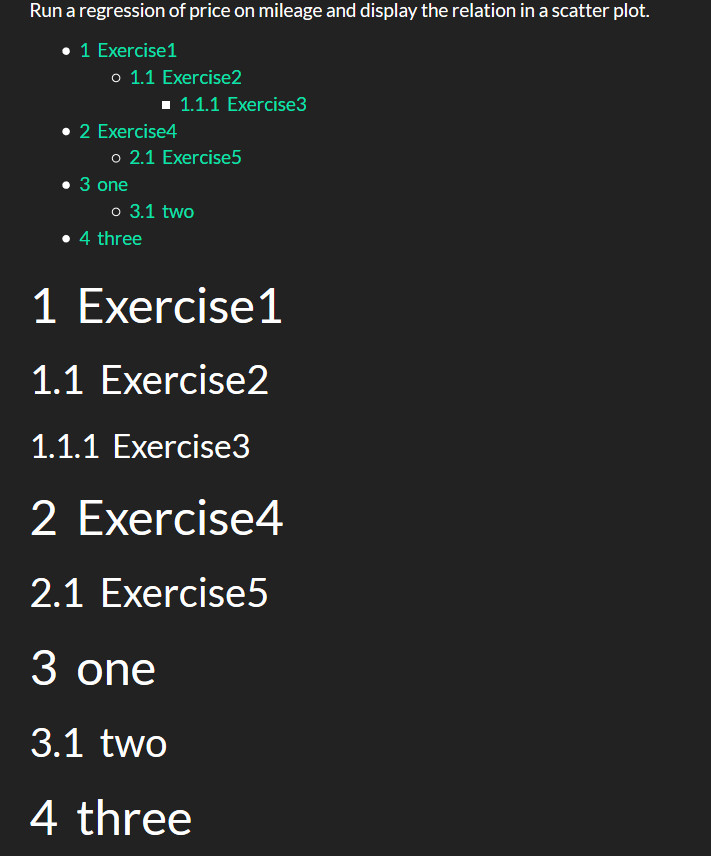 Run a regression of price on mileage and display the relation in a scatter plot.
1 Exercise1
1.1 Exercise2
1.1.1 Exercise3
2 Exercise4
2.1 Exercise5
3 one
3.1 two
4 three
1 Exercise1
1.1 Exercise2
1.1.1 Exercise3
2 Exercise4
2.1 Exercise5
3 one
3.1 two
4 three